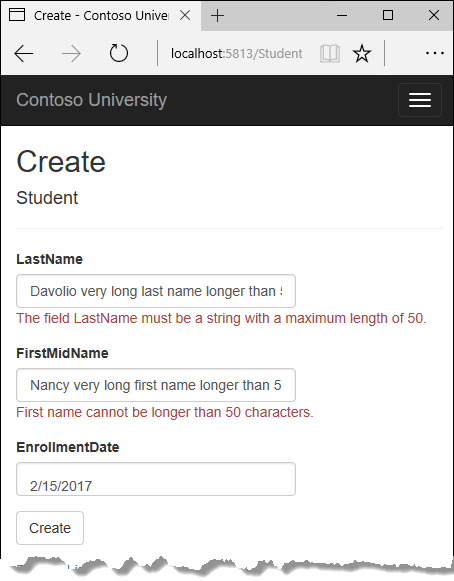 Create - Contoso Univer
localhost:5813/Student
Contoso University
Create
Student
LastName
Davolio very long last name longer than
The field LastName must be a string with a maximum length of 50.
FirstMidName
Nancy very long first name longer than 5
First name cannot be longer than 50 characters.
EnrollmentDate
2/15/2017
Create